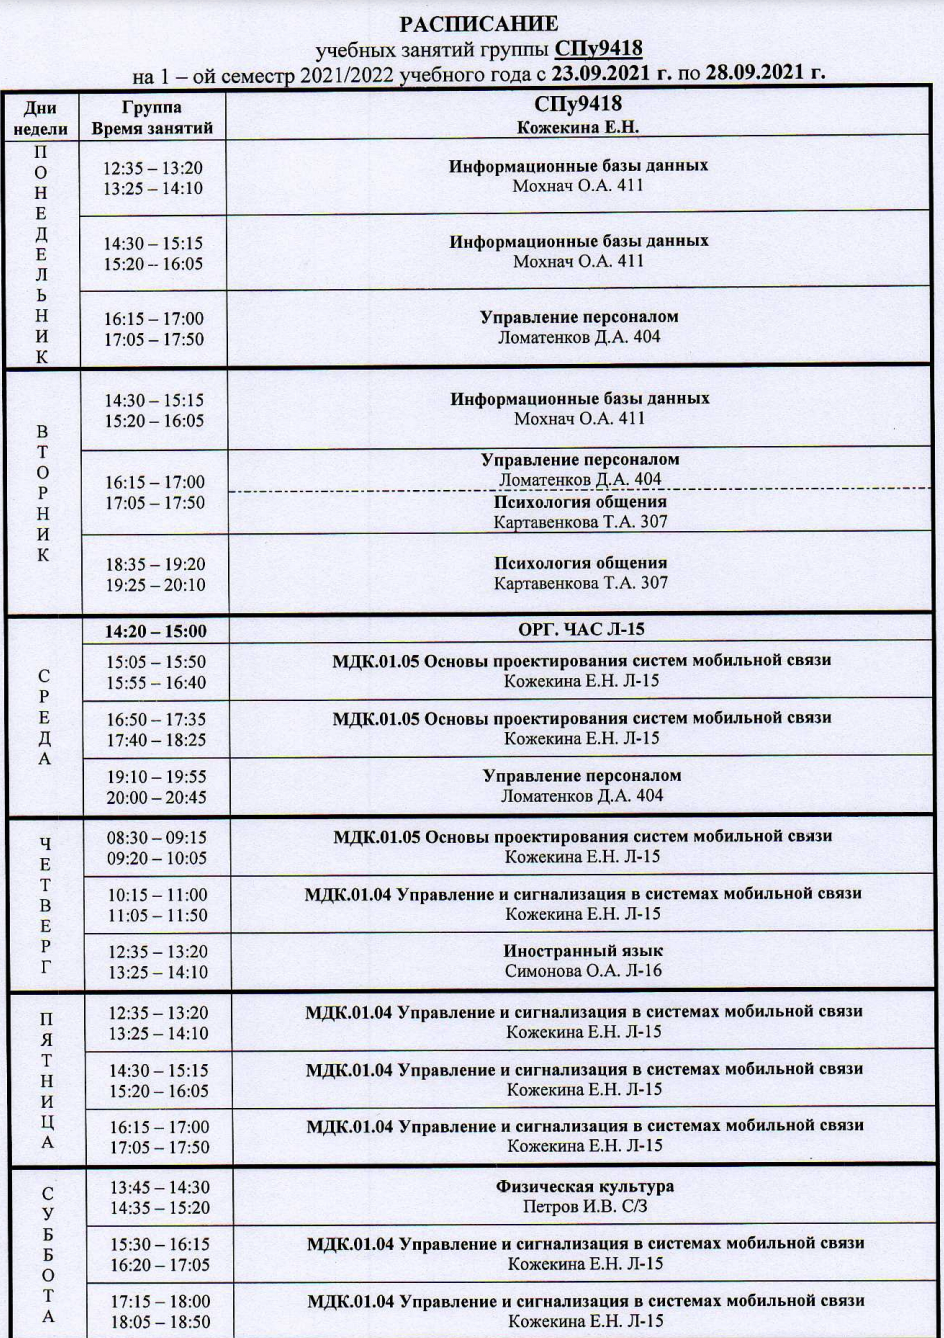 РАСПИСАНИЕ
учебных занятий группы СПу9418
на 1 – ой семестр 2021/2022 учебного года с 23.09.2021 г. по 28.09.2021 г.
Дни недели
Группа
Время занятий
СПу9418
Кожекина Е.Н.
ПОНЕДЕЛЬНИК
12:35 – 13:20
13:25 – 14:10
Информационные базы данных
Мохнач О.А. 411
14:30 – 15:15
15:20 – 16:05
Информационные базы данных
Мохнач О.А. 411
16:15 – 17:00
17:05 – 17:50
Управление персоналом
Ломатенков Д.А. 404
ВТОРНИК
14:30 – 15:15
15:20 – 16:05
Информационные базы данных
Мохнач О.А. 411
16:15 – 17:00
17:05 – 17:50
Управление персоналом
Ломатенков Д.А. 404
Психология общения
Картавенкова Т.А. 307
18:35 – 19:20
19:25 – 20:10
Психология общения
Картавенкова Т.А. 307
СРЕДА
14:20 – 15:00
ОРГ. ЧАС Л-15
15:05 – 15:50
15:55 – 16:40
МДК.01.05 Основы проектирования систем мобильной связи
Кожекина Е.Н. Л-15
16:50 – 17:35
17:40 – 18:25
МДК.01.05 Основы проектирования систем мобильной связи
Кожекина Е.Н. Л-15
19:10 – 19:55
20:00 – 20:45
Управление персоналом
Ломатенков Д.А. 404
ЧЕТВЕРГ
08:30 – 09:15
09:20 – 10:05
МДК.01.05 Основы проектирования систем мобильной связи
Кожекина Е.Н. Л-15
10:15 – 11:00
11:05 – 11:50
МДК.01.04 Управление и сигнализация в системах мобильной связи
Кожекина Е.Н. Л-15
12:35 – 13:20
13:25 – 14:10
Иностранный язык
Симонова О.А. Л-16
ПЯТНИЦА
12:35 – 13:20
13:25 – 14:10
МДК.01.04 Управление и сигнализация в системах мобильной связи
Кожекина Е.Н. Л-15
14:30 – 15:15
15:20 – 16:05
МДК.01.04 Управление и сигнализация в системах мобильной связи
Кожекина Е.Н. Л-15
16:15 – 17:00
17:05 – 17:50
МДК.01.04 Управление и сигнализация в системах мобильной связи
Кожекина Е.Н. Л-15
СУББОТА
13:45 – 14:30
14:35 – 15:20
Физическая культура
Петров И.В. С/З
15:30 – 16:15
16:20 – 17:05
МДК.01.04 Управление и сигнализация в системах мобильной связи
Кожекина Е.Н. Л-15
17:15 – 18:00
18:05 – 18:50
МДК.01.04 Управление и сигнализация в системах мобильной связи
Кожекина Е.Н. Л-15